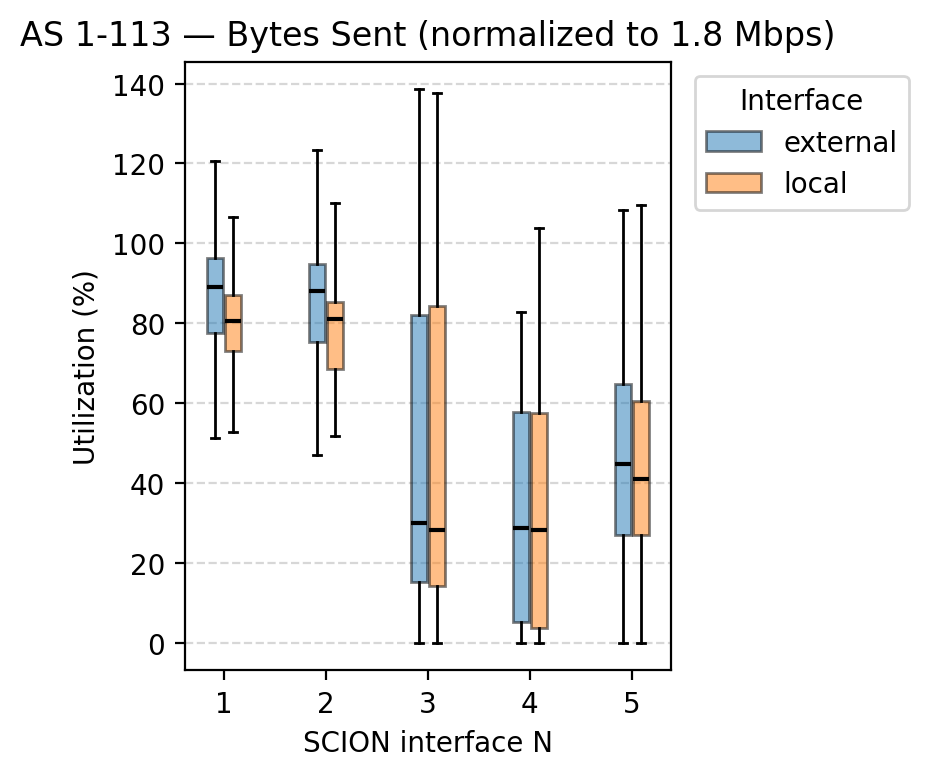 AS 1-113 — Bytes Sent (normalized to 1.8 Mbps)
Interface
external
local
Utilization (%)
140
120
100
80
60
40
20
0
1 2 3 4 5
SCION interface N